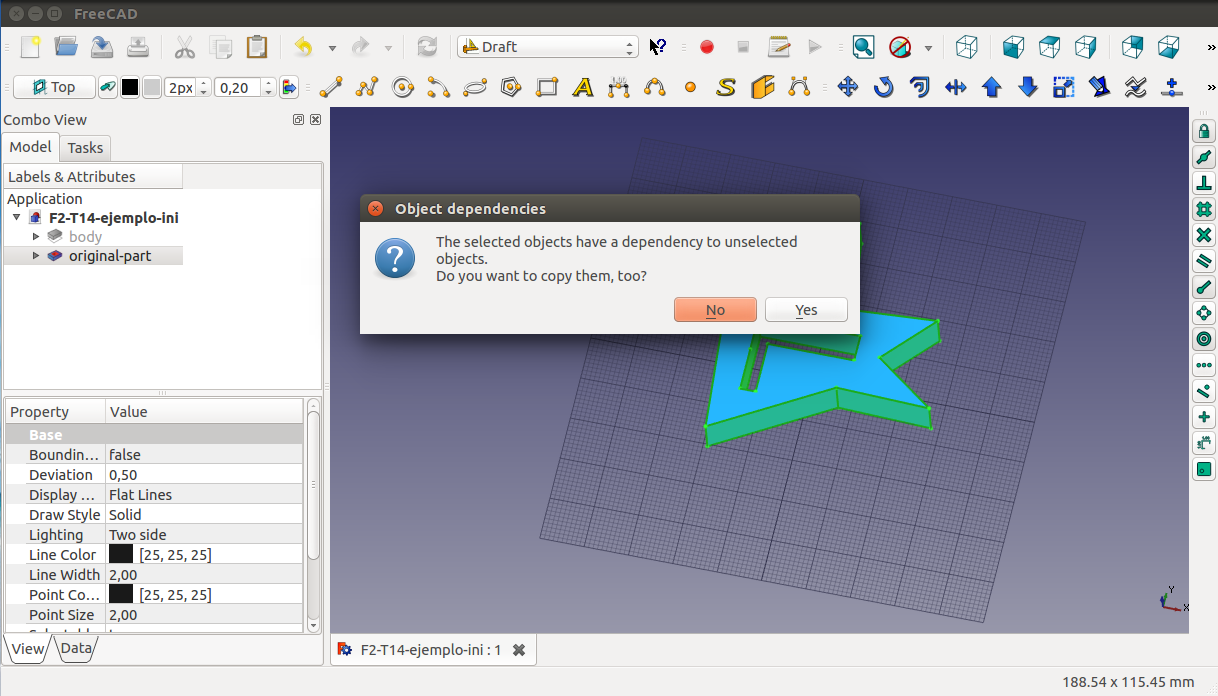 FreeCAD
Draft
Top
2px
0,20
Combo View
Model
Tasks
Labels & Attributes
Application
F2-T14-ejemplo-ini
body
original-part
Object dependencies
The selected objects have a dependency to unselected
objects.
Do you want to copy them, too?
No
Yes
Property
Value
Base
Boundin... false
Deviation 0,50
Display ... Flat Lines
Draw Style Solid
Lighting Two side
Line Color [25, 25, 25]
Line Width 2,00
Point Co... [25, 25, 25]
Point Size 2,00
View
Data
Y
X
F2-T14-ejemplo-ini : 1
188.54 x 115.45 mm